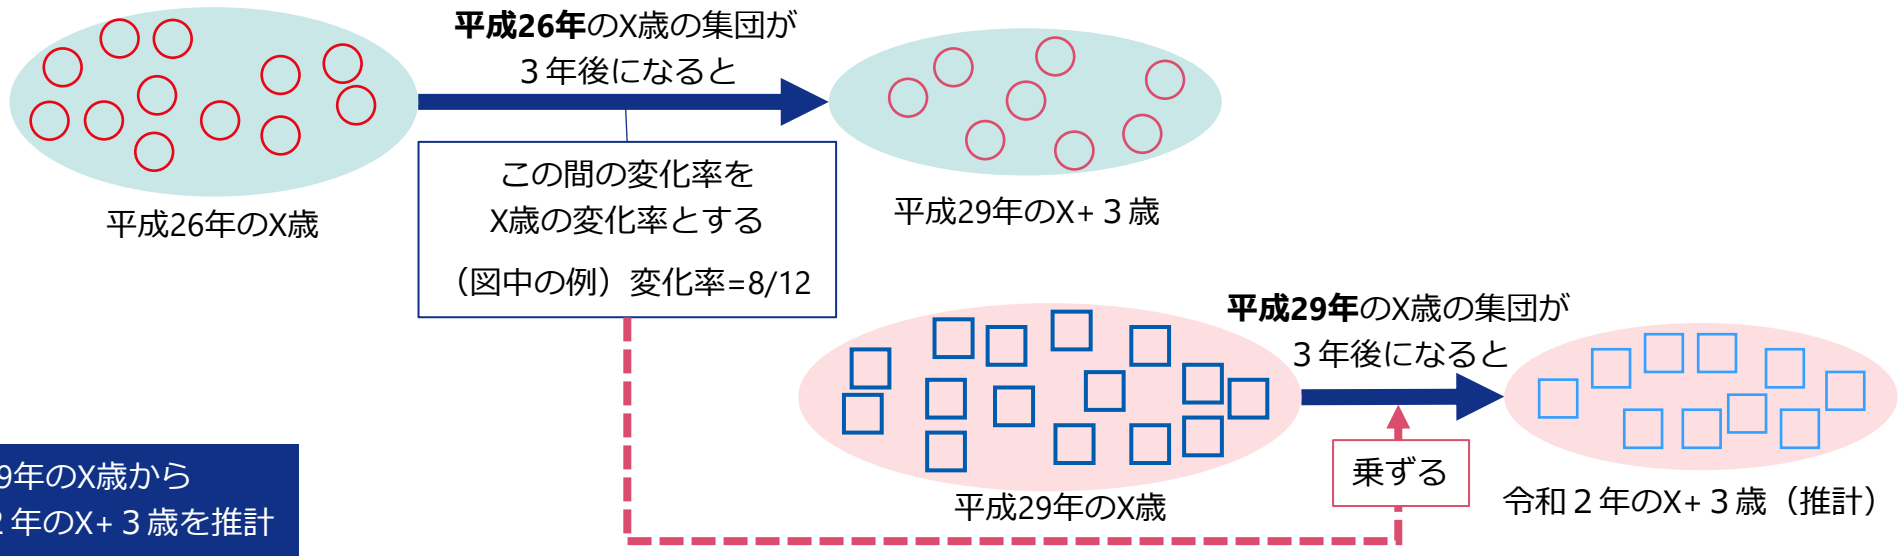 平成26年のX歳の集団が
３年後になると
平成26年のX歳
この間の変化率を
X歳の変化率とする
（図中の例）変化率=8/12
平成29年のX+３歳
平成29年のX歳の集団が
３年後になると
平成29年のX歳
乗ずる
令和２年のX+３歳（推計）
9年のX歳から
２年のX+３歳を推計